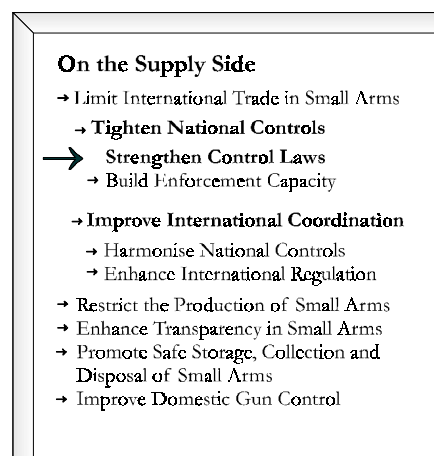 On the Supply Side
→ Limit International Trade in Small Arms
→ Tighten National Controls
→ Strengthen Control Laws
→ Build Enforcement Capacity
→ Improve International Coordination
→ Harmonise National Controls
→ Enhance International Regulation
→ Restrict the Production of Small Arms
→ Enhance Transparency in Small Arms
→ Promote Safe Storage, Collection and
Disposal of Small Arms
→ Improve Domestic Gun Control